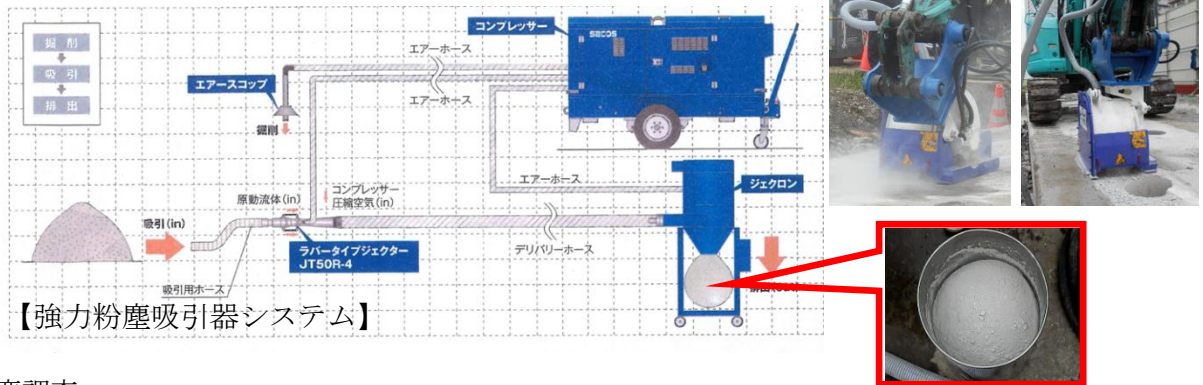 掘 削
吸 引
排 出
コンプレッサー
SACOS
エアーホース
エアースコップ
エアーホース
掘削
エアーホース
ジェクロン
原動流体(in)
コンプレッサー
圧縮空気(in)
吸引(in)
デリバリーホース
ラバータイプジェクター
JT50R-4
吸引用ホース
【強力粉塵吸引器システム】